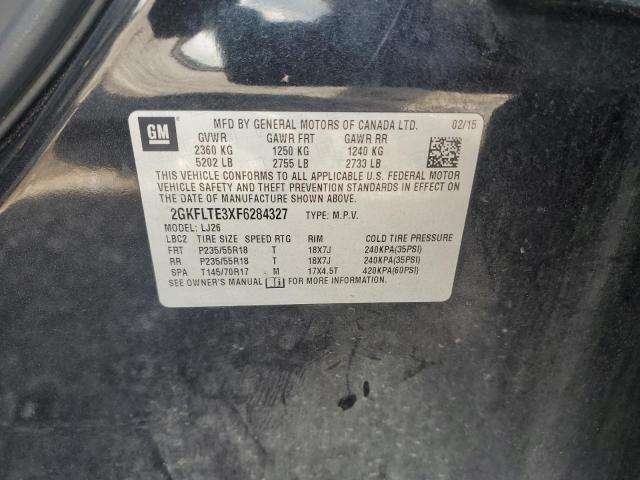 GM
MFD BY GENERAL MOTORS OF CANADA LTD. 02/15
GVWR GAWR FRT GAWR RR
2360 KG 1250 KG 1240 KG
5202 LB 2755 LB 2733 LB
THIS VEHICLE CONFORMS TO ALL APPLICABLE U.S. FEDERAL MOTOR
VEHICLE SAFETY AND THEFT PREVENTION STANDARDS IN EFFECT ON
THE DATE OF MANUFACTURE SHOWN ABOVE.
2GKFLTE3XF6284327 TYPE: M.P.V.
MODEL: LJ26
LBC2 TIRE SIZE SPEED RTG RIM COLD TIRE PRESSURE
FRT P235/55R18 T 18X7J 240KPA(35PSI)
RR P235/55R18 T 18X7J 240KPA(35PSI)
SPA T145/70R17 M 17X4.5T 420KPA(60PSI)
SEE OWNER'S MANUAL FOR MORE INFORMATION